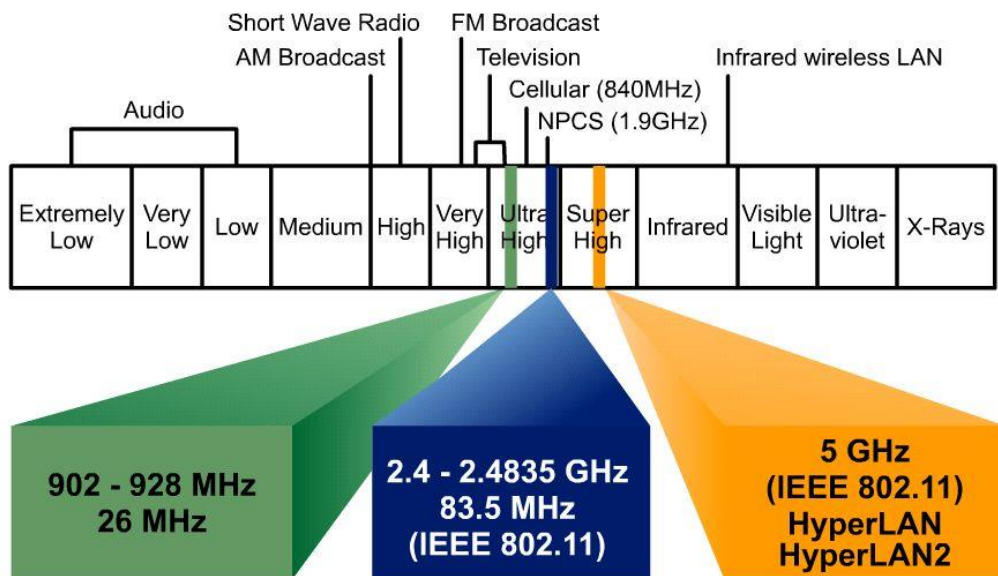 Short Wave Radio
FM Broadcast
AM Broadcast
Television
Infrared wireless LAN
Cellular (840MHz)
Audio
NPCS (1.9GHz)
Extremely
Low
Very
Low
Low
Medium
High
Very
High
Ultra
High
Super
High
Infrared
Visible
Light
Ultra-
violet
X-Rays
902 - 928 MHz
26 MHz
2.4 - 2.4835 GHz
83.5 MHz
(IEEE 802.11)
5 GHz
(IEEE 802.11)
HyperLAN
HyperLAN2